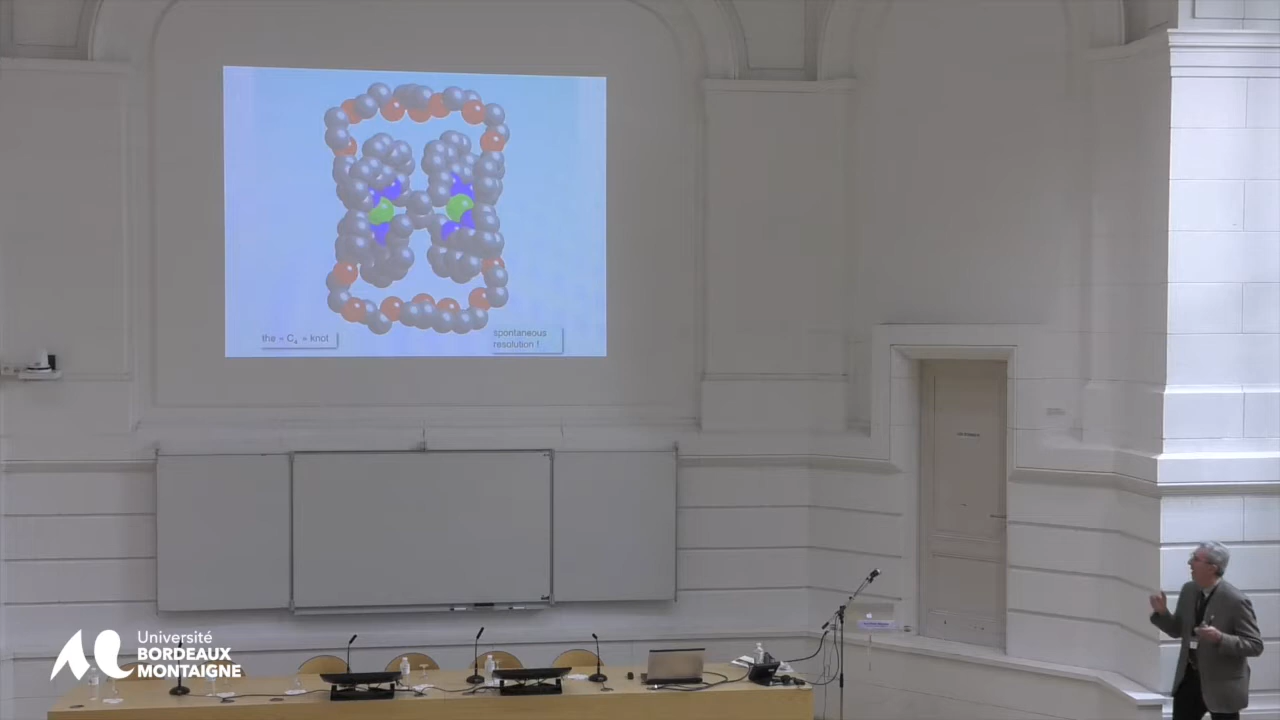 the « C4 » knot
spontaneous
resolution !
Université
BORDEAUX
MONTAIGNE